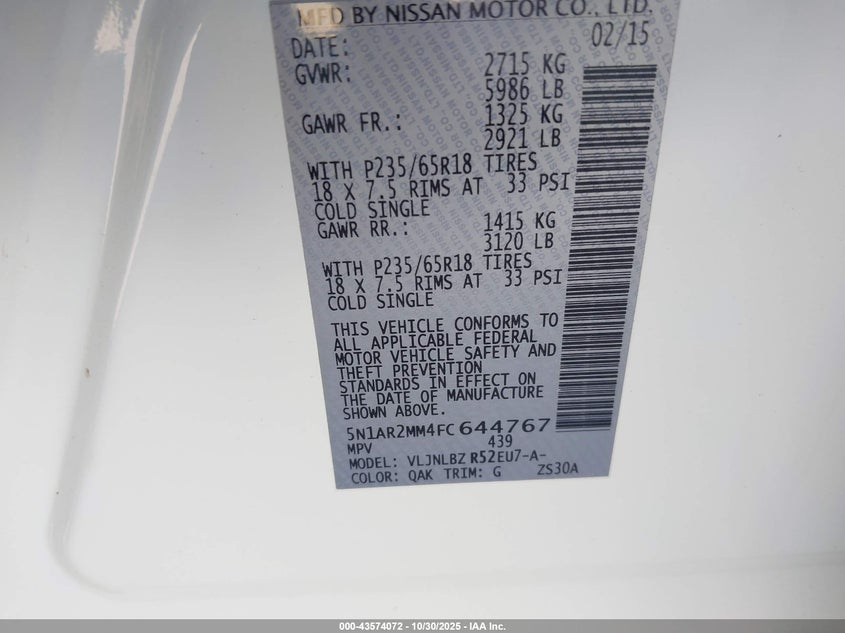 MFD BY NISSAN MOTOR CO., LTD.
DATE: 02/15
GVWR: 2715 KG
5986 LB
GAWR FR.: 1325 KG
2921 LB
WITH P235/65R18 TIRES
18 X 7.5 RIMS AT 33 PSI
COLD SINGLE
GAWR RR.: 1415 KG
3120 LB
WITH P235/65R18 TIRES
18 X 7.5 RIMS AT 33 PSI
COLD SINGLE
THIS VEHICLE CONFORMS TO
ALL APPLICABLE FEDERAL
MOTOR VEHICLE SAFETY AND
THEFT PREVENTION
STANDARDS IN EFFECT ON
THE DATE OF MANUFACTURE
SHOWN ABOVE.
5N1AR2MM4FC644767
MPV 439
MODEL: VLJNLBZ R52EU7-A-
COLOR: QAK TRIM: G ZS30A
000-43574072 - 10/30/2025 - IAA Inc.